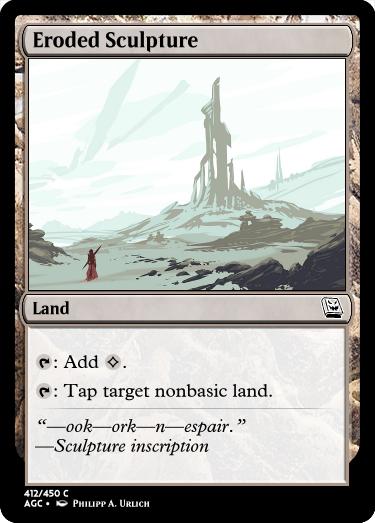 Eroded Sculpture
Land
: Add .
: Tap target nonbasic land.
“—ook—ork—n—espair.”
—Sculpture inscription
412/450 C
AGC • Philipp A. Urlich